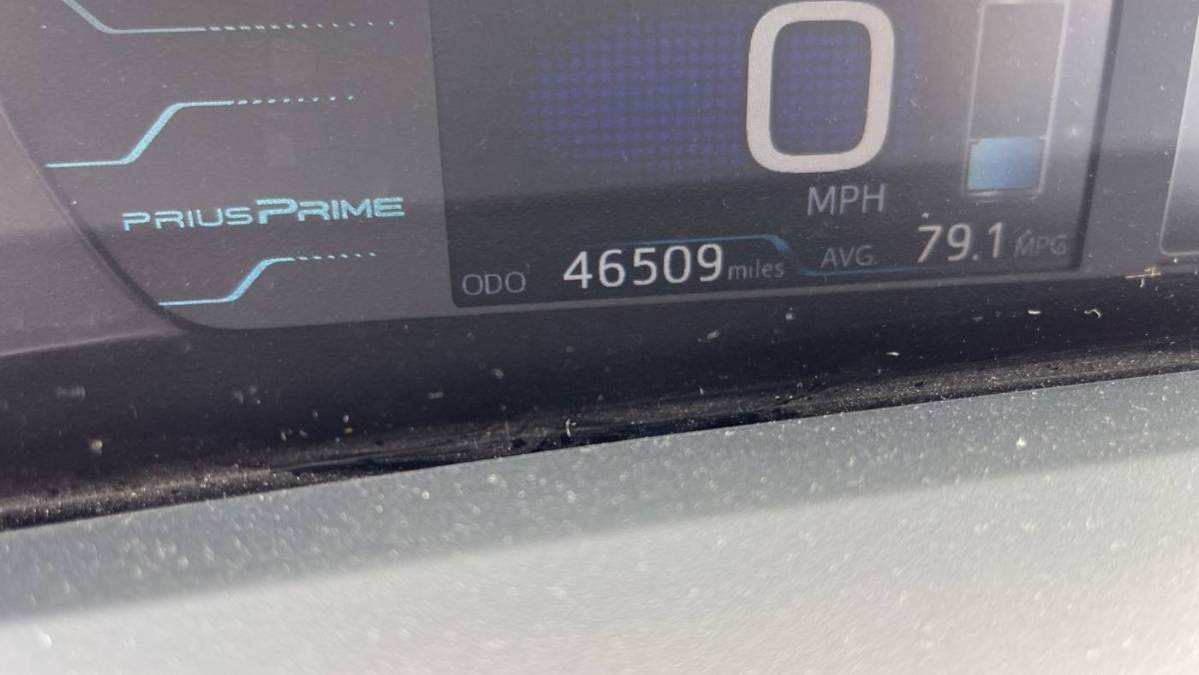 0
MPH
PRIUS PRIME
ODO 46509 miles AVG. 79.1 MPG